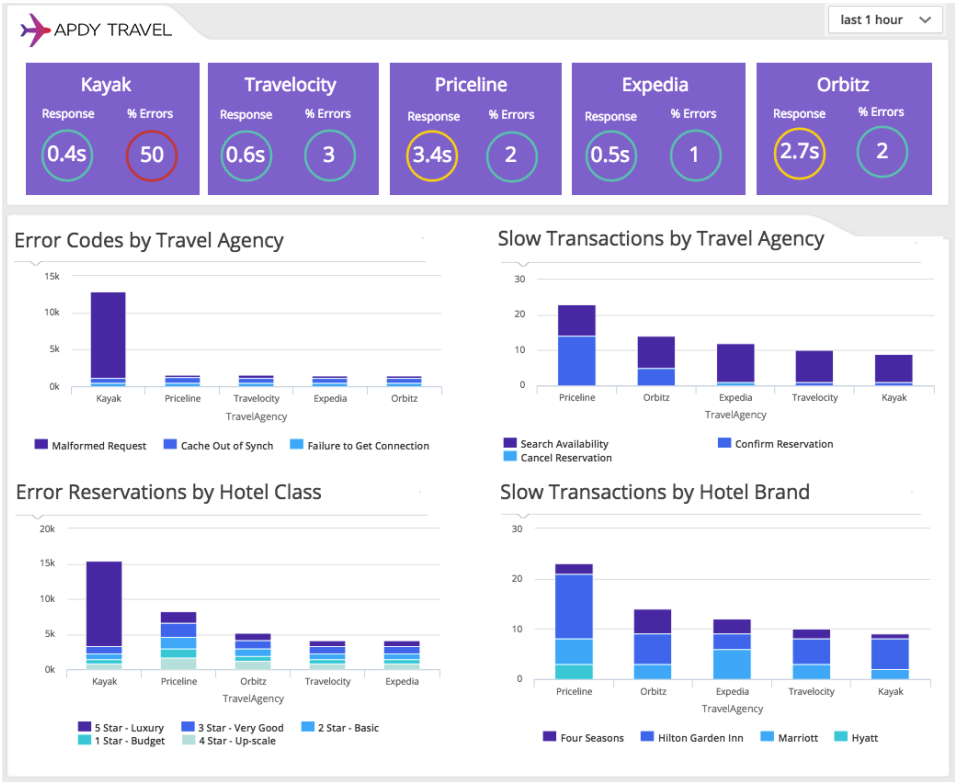 APDY TRAVEL
last 1 hour
Kayak
Response % Errors
0.4s 50
Travelocity
Response % Errors
0.6s 3
Priceline
Response % Errors
3.4s 2
Expedia
Response % Errors
0.5s 1
Orbitz
Response % Errors
2.7s 2
Error Codes by Travel Agency
15k
10k
5k
0k
Kayak Priceline Travelocity Expedia Orbitz
TravelAgency
Malformed Request Cache Out of Synch Failure to Get Connection
Slow Transactions by Travel Agency
30
20
10
0
Priceline Orbitz Expedia Travelocity Kayak
TravelAgency
Search Availability Confirm Reservation
Cancel Reservation
Error Reservations by Hotel Class
20k
15k
10k
5k
0k
Kayak Priceline Orbitz Travelocity Expedia
TravelAgency
5 Star - Luxury 3 Star - Very Good 2 Star - Basic
1 Star - Budget 4 Star - Up-scale
Slow Transactions by Hotel Brand
30
20
10
0
Priceline Orbitz Expedia Travelocity Kayak
TravelAgency
Four Seasons Hilton Garden Inn Marriott Hyatt